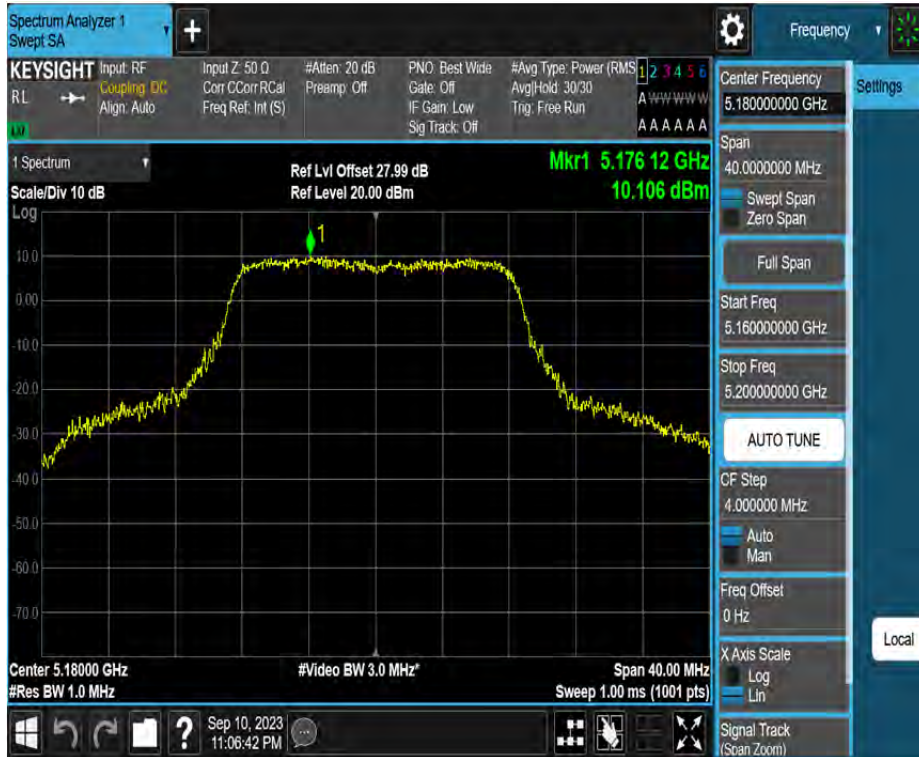 Spectrum Analyzer 1
Swept SA
Frequency
KEYSIGHT
RL
Input: RF
Coupling: DC
Align: Auto
Input Z: 50 Ω
Corr CCorr RCal
Freq Ref: Int (S)
#Atten: 20 dB
Preamp: Off
PNO: Best Wide
Gate: Off
IF Gain: Low
Sig Track: Off
#Avg Type: Power (RMS
Avg|Hold: 30/30
Trig: Free Run
1 2 3 4 5 6
A W W W W W
A A A A A A
1 Spectrum
Scale/Div 10 dB
Log
Ref Lvl Offset 27.99 dB
Ref Level 20.00 dBm
Mkr1 5.176 12 GHz
10.106 dBm
1
10.0
0.00
-10.0
-20.0
-30.0
-40.0
-50.0
-60.0
-70.0
Center 5.18000 GHz
#Res BW 1.0 MHz
#Video BW 3.0 MHz*
Span 40.00 MHz
Sweep 1.00 ms (1001 pts)
?
Sep 10, 2023
11:06:42 PM
Center Frequency
5.180000000 GHz
Settings
Span
40.0000000 MHz
Swept Span
Zero Span
Full Span
Start Freq
5.160000000 GHz
Stop Freq
5.200000000 GHz
AUTO TUNE
CF Step
4.000000 MHz
Auto
Man
Freq Offset
0 Hz
Local
X Axis Scale
Log
Lin
Signal Track
(Span Zoom)